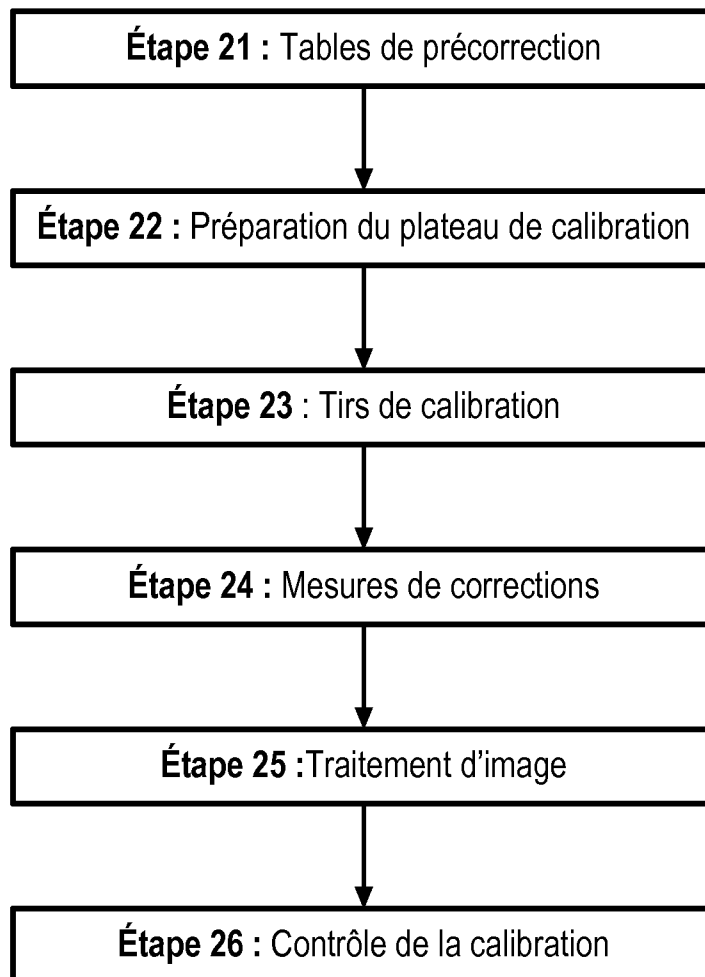 Étape 21 : Tables de précorrection
Étape 22 : Préparation du plateau de calibration
Étape 23 : Tirs de calibration
Étape 24 : Mesures de corrections
Étape 25 :Traitement d’image
Étape 26 : Contrôle de la calibration